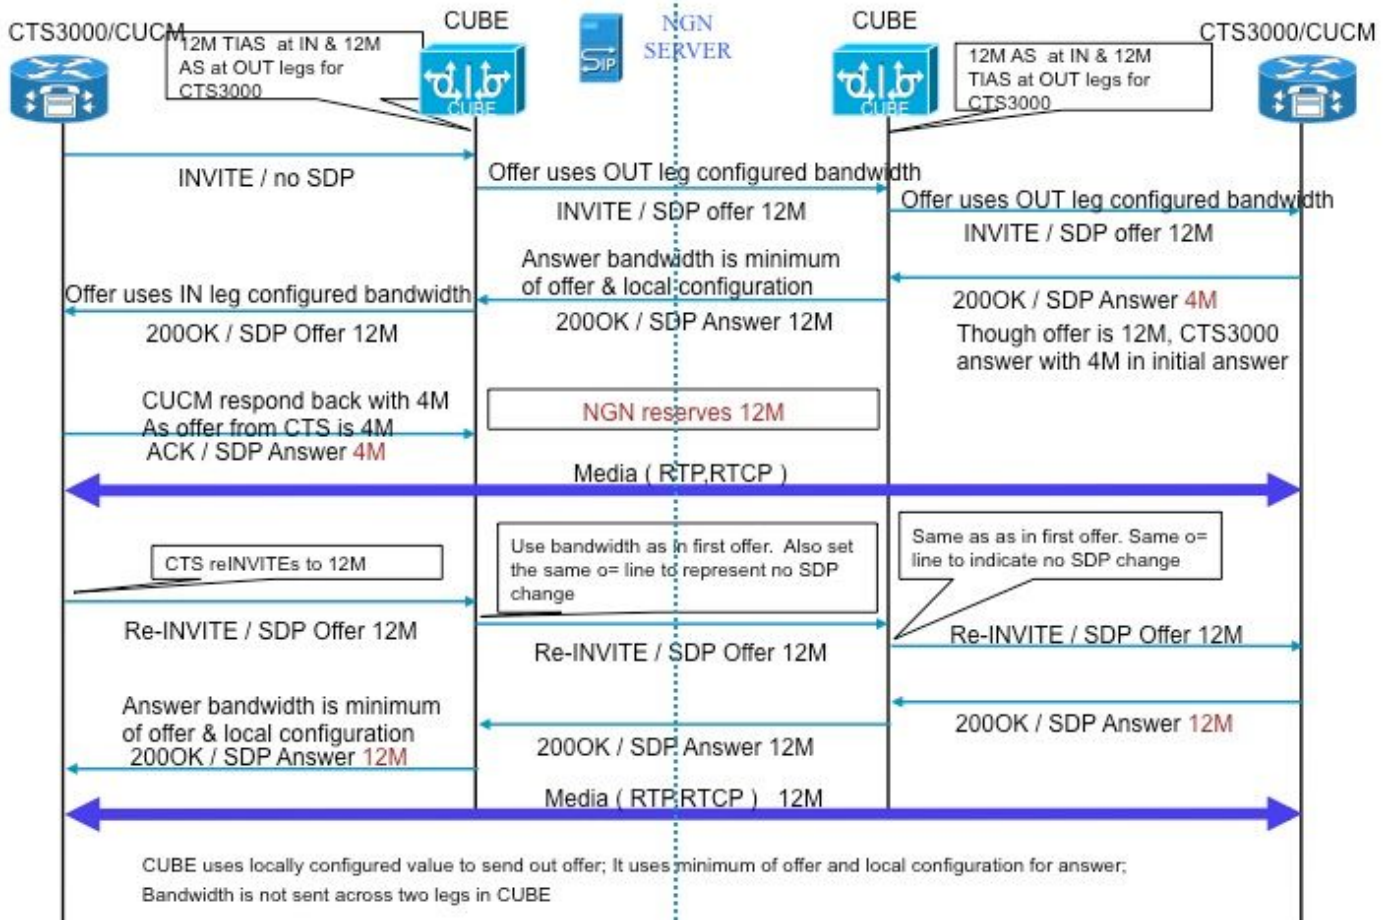 CTS3000/CUCM
CUBE
NGN
SERVER
SIP
CUBE
CTS3000/CUCM
12M TIAS at IN & 12M
AS at OUT legs for
CTS3000
CUBE
CUBE
12M AS at IN & 12M
TIAS at OUT legs for
CTS3000
INVITE / no SDP
Offer uses OUT leg configured bandwidth
INVITE / SDP offer 12M
Offer uses OUT leg configured bandwidth
INVITE / SDP offer 12M
200OK / SDP Answer 4M
Though offer is 12M, CTS3000
answer with 4M in initial answer
Answer bandwidth is minimum
of offer & local configuration
200OK / SDP Answer 12M
Offer uses IN leg configured bandwidth
200OK / SDP Offer 12M
CUCM respond back with 4M
As offer from CTS is 4M
ACK / SDP Answer 4M
NGN reserves 12M
Media ( RTP,RTCP )
CTS reINVITEs to 12M
Use bandwidth as in first offer. Also set
the same o= line to represent no SDP
change
Same as as in first offer. Same o=
line to indicate no SDP change
Re-INVITE / SDP Offer 12M
Re-INVITE / SDP Offer 12M
Re-INVITE / SDP Offer 12M
200OK / SDP Answer 12M
200OK / SDP Answer 12M
Answer bandwidth is minimum
of offer & local configuration
200OK / SDP Answer 12M
Media ( RTP RTCP ) 12M
CUBE uses locally configured value to send out offer; It uses minimum of offer and local configuration for answer;
Bandwidth is not sent across two legs in CUBE